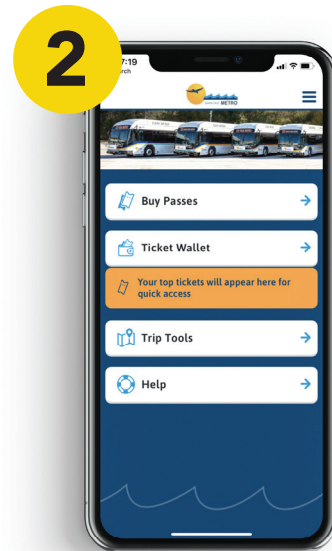 2
7:19
METRO
Buy Passes
Ticket Wallet
Your top tickets will appear here for
quick access
Trip Tools
Help